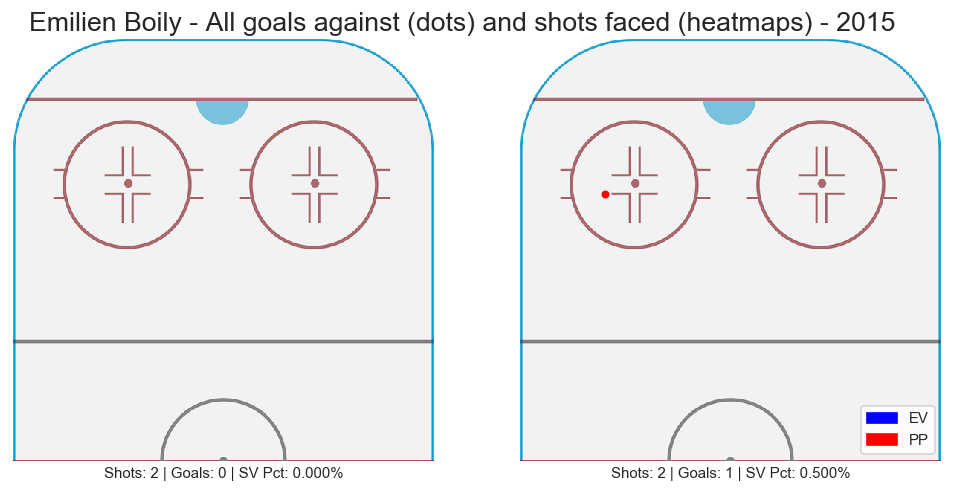 Emilien Boily - All goals against (dots) and shots faced (heatmaps) - 2015
EV
PP
Shots: 2 | Goals: 0 | SV Pct: 0.000%
Shots: 2 | Goals: 1 | SV Pct: 0.500%